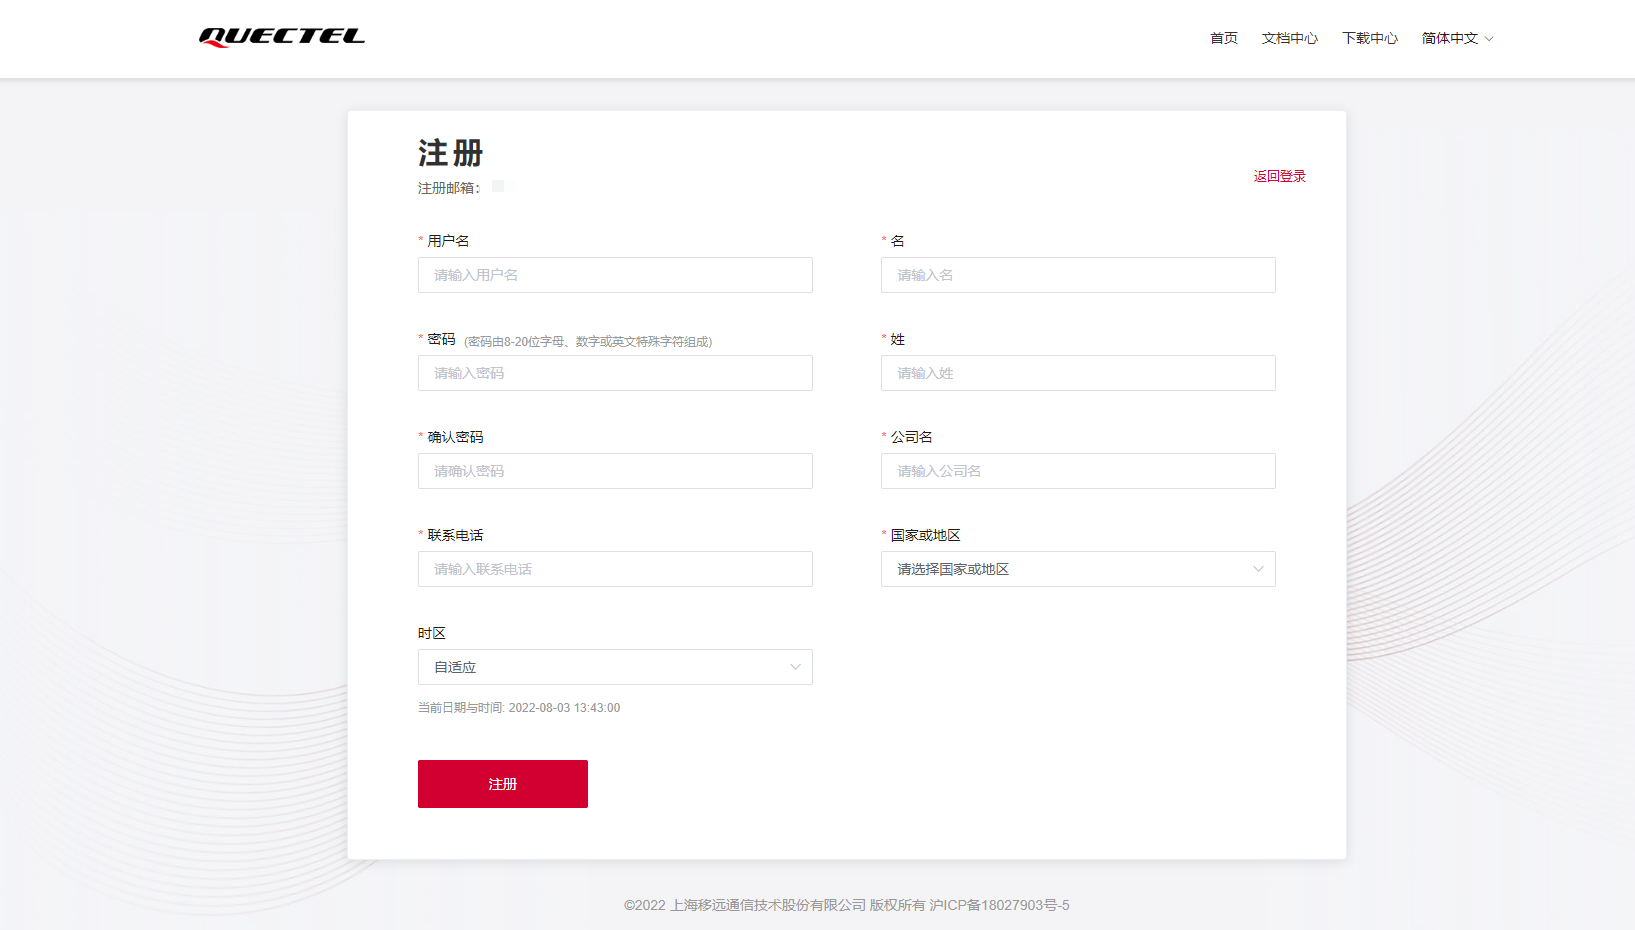 QUECTEL
首页 文档中心 下载中心 简体中文
注册
注册邮箱：
返回登录
* 用户名
* 名
请输入用户名
请输入名
* 密码 (密码由8-20位字母、数字或英文特殊字符组成)
* 姓
请输入密码
请输入姓
* 确认密码
* 公司名
请确认密码
请输入公司名
* 联系电话
* 国家或地区
请输入联系电话
请选择国家或地区
时区
自适应
当前日期与时间: 2022-08-03 13:43:00
注册
©2022 上海移远通信技术股份有限公司 版权所有 沪ICP备18027903号-5